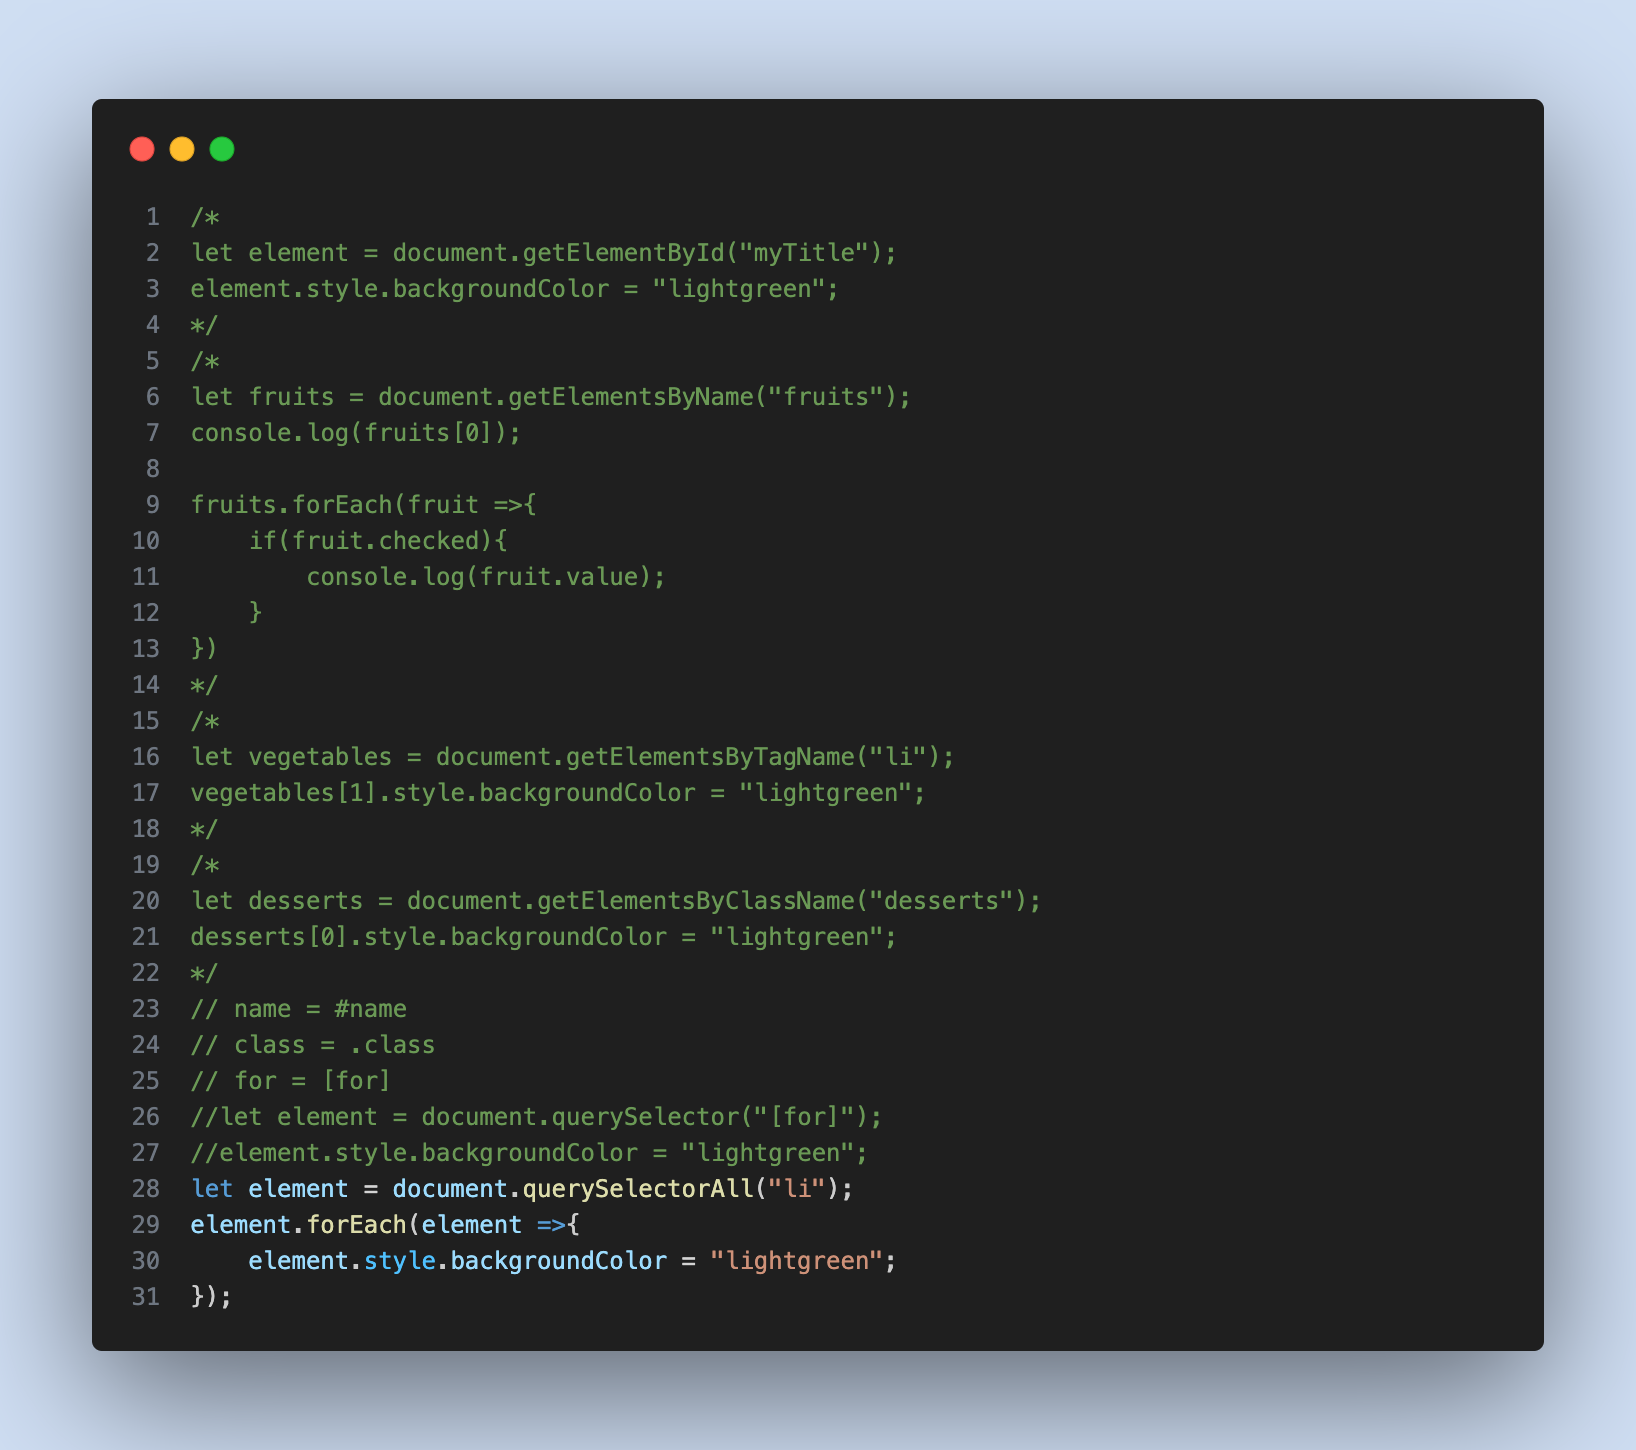 1 /*
2 let element = document.getElementById("myTitle");
3 element.style.backgroundColor = "lightgreen";
4 */
5 /*
6 let fruits = document.getElementsByName("fruits");
7 console.log(fruits[0]);
8
9 fruits.forEach(fruit =>{
10     if(fruit.checked){
11         console.log(fruit.value);
12     }
13 })
14 */
15 /*
16 let vegetables = document.getElementsByTagName("li");
17 vegetables[1].style.backgroundColor = "lightgreen";
18 */
19 /*
20 let desserts = document.getElementsByClassName("desserts");
21 desserts[0].style.backgroundColor = "lightgreen";
22 */
23 // name = #name
24 // class = .class
25 // for = [for]
26 //let element = document.querySelector("[for]");
27 //element.style.backgroundColor = "lightgreen";
28 let element = document.querySelectorAll("li");
29 element.forEach(element =>{
30     element.style.backgroundColor = "lightgreen";
31 });